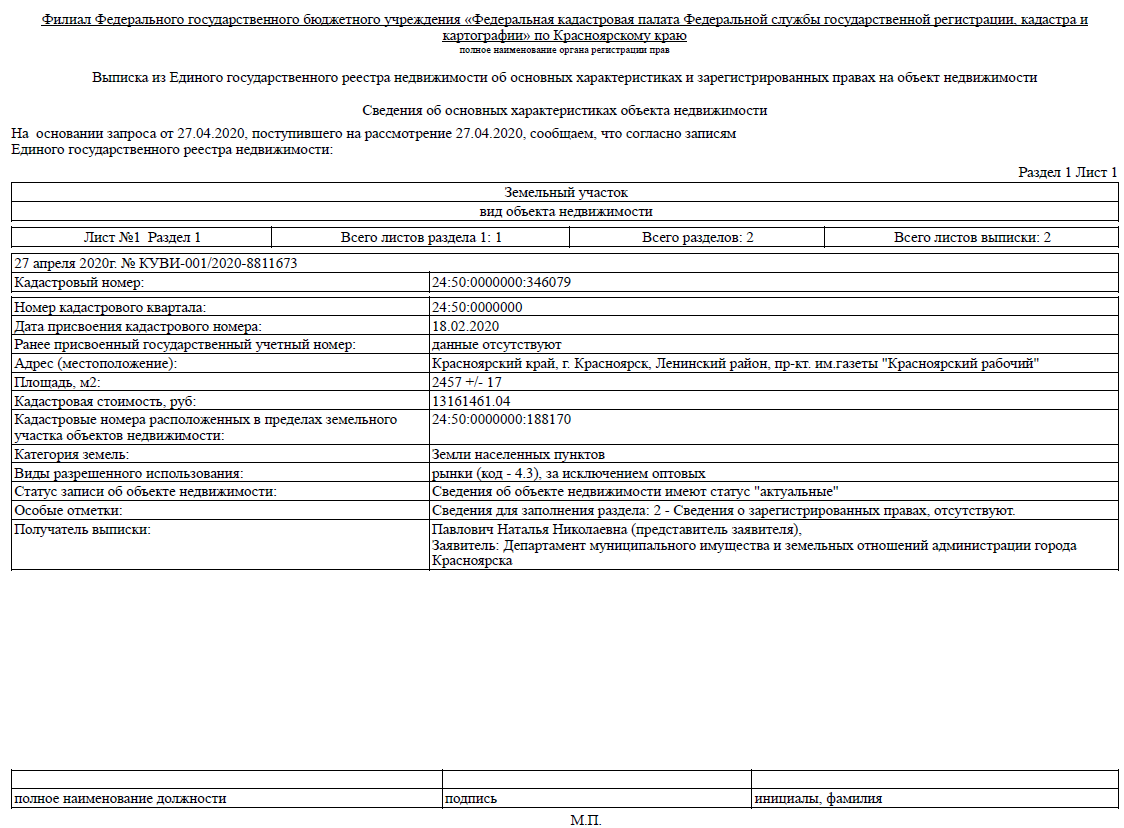 Филиал Федерального государственного бюджетного учреждения «Федеральная кадастровая палата Федеральной службы государственной регистрации, кадастра и
картографии» по Красноярскому краю
полное наименование органа регистрации прав
Выписка из Единого государственного реестра недвижимости об основных характеристиках и зарегистрированных правах на объект недвижимости
Сведения об основных характеристиках объекта недвижимости
На основании запроса от 27.04.2020, поступившего на рассмотрение 27.04.2020, сообщаем, что согласно записям
Единого государственного реестра недвижимости:
Раздел 1 Лист 1
Земельный участок
вид объекта недвижимости
Лист №1 Раздел 1 Всего листов раздела 1: 1 Всего разделов: 2 Всего листов выписки: 2
27 апреля 2020г. № КУВИ-001/2020-8811673
Кадастровый номер: 24:50:0000000:346079
Номер кадастрового квартала: 24:50:0000000
Дата присвоения кадастрового номера: 18.02.2020
Ранее присвоенный государственный учетный номер: данные отсутствуют
Адрес (местоположение): Красноярский край, г. Красноярск, Ленинский район, пр-кт. им.газеты "Красноярский рабочий"
Площадь, м2: 2457 +/- 17
Кадастровая стоимость, руб: 13161461.04
Кадастровые номера расположенных в пределах земельного 24:50:0000000:188170
участка объектов недвижимости:
Категория земель: Земли населенных пунктов
Виды разрешенного использования: рынки (код - 4.3), за исключением оптовых
Статус записи об объекте недвижимости: Сведения об объекте недвижимости имеют статус "актуальные"
Особые отметки: Сведения для заполнения раздела: 2 - Сведения о зарегистрированных правах, отсутствуют.
Получатель выписки: Павлович Наталья Николаевна (представитель заявителя),
Заявитель: Департамент муниципального имущества и земельных отношений администрации города
Красноярска
полное наименование должности подпись инициалы, фамилия
М.П.